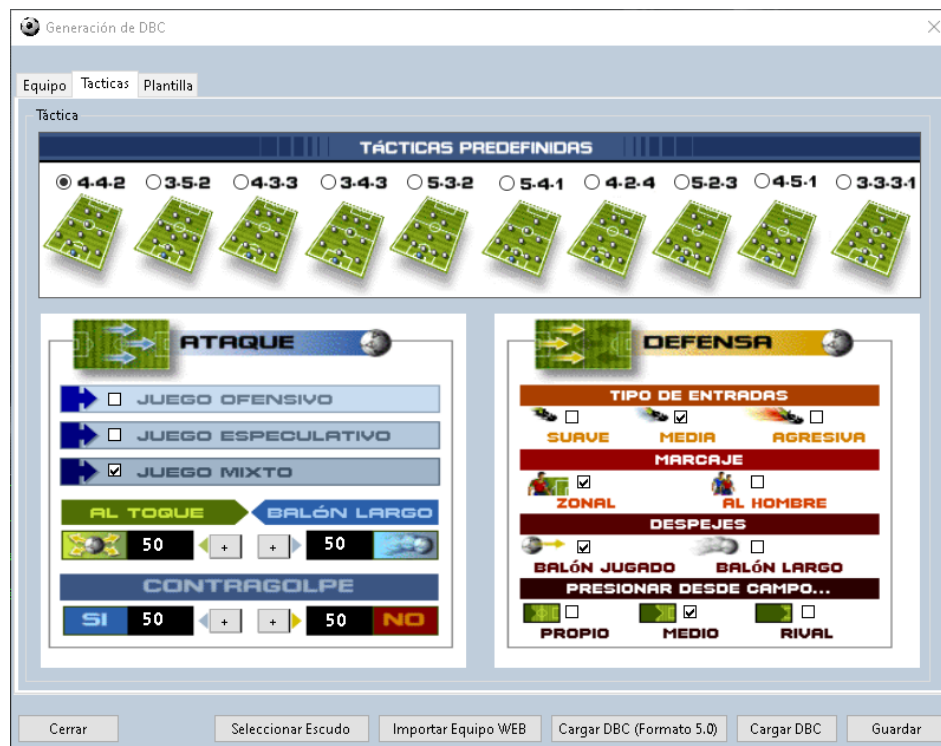 Generación de DBC
Equipo Tacticas Plantilla
Táctica
TÁCTICAS PREDEFINIDAS
4-4-2 3-5-2 4-3-3 3-4-3 5-3-2 5-4-1 4-2-4 5-2-3 4-5-1 3-3-3-1
ATAQUE
JUEGO OFENSIVO
JUEGO ESPECULATIVO
JUEGO MIXTO
AL TOQUE BALÓN LARGO
50 + + 50
CONTRAGOLPE
SI 50 + + 50 NO
DEFENSA
TIPO DE ENTRADAS
SUAVE MEDIA AGRESIVA
MARCAJE
ZONAL AL HOMBRE
DESPEJES
BALÓN JUGADO BALÓN LARGO
PRESIONAR DESDE CAMPO...
PROPIO MEDIO RIVAL
Cerrar Seleccionar Escudo Importar Equipo WEB Cargar DBC (Formato 5.0) Cargar DBC Guardar